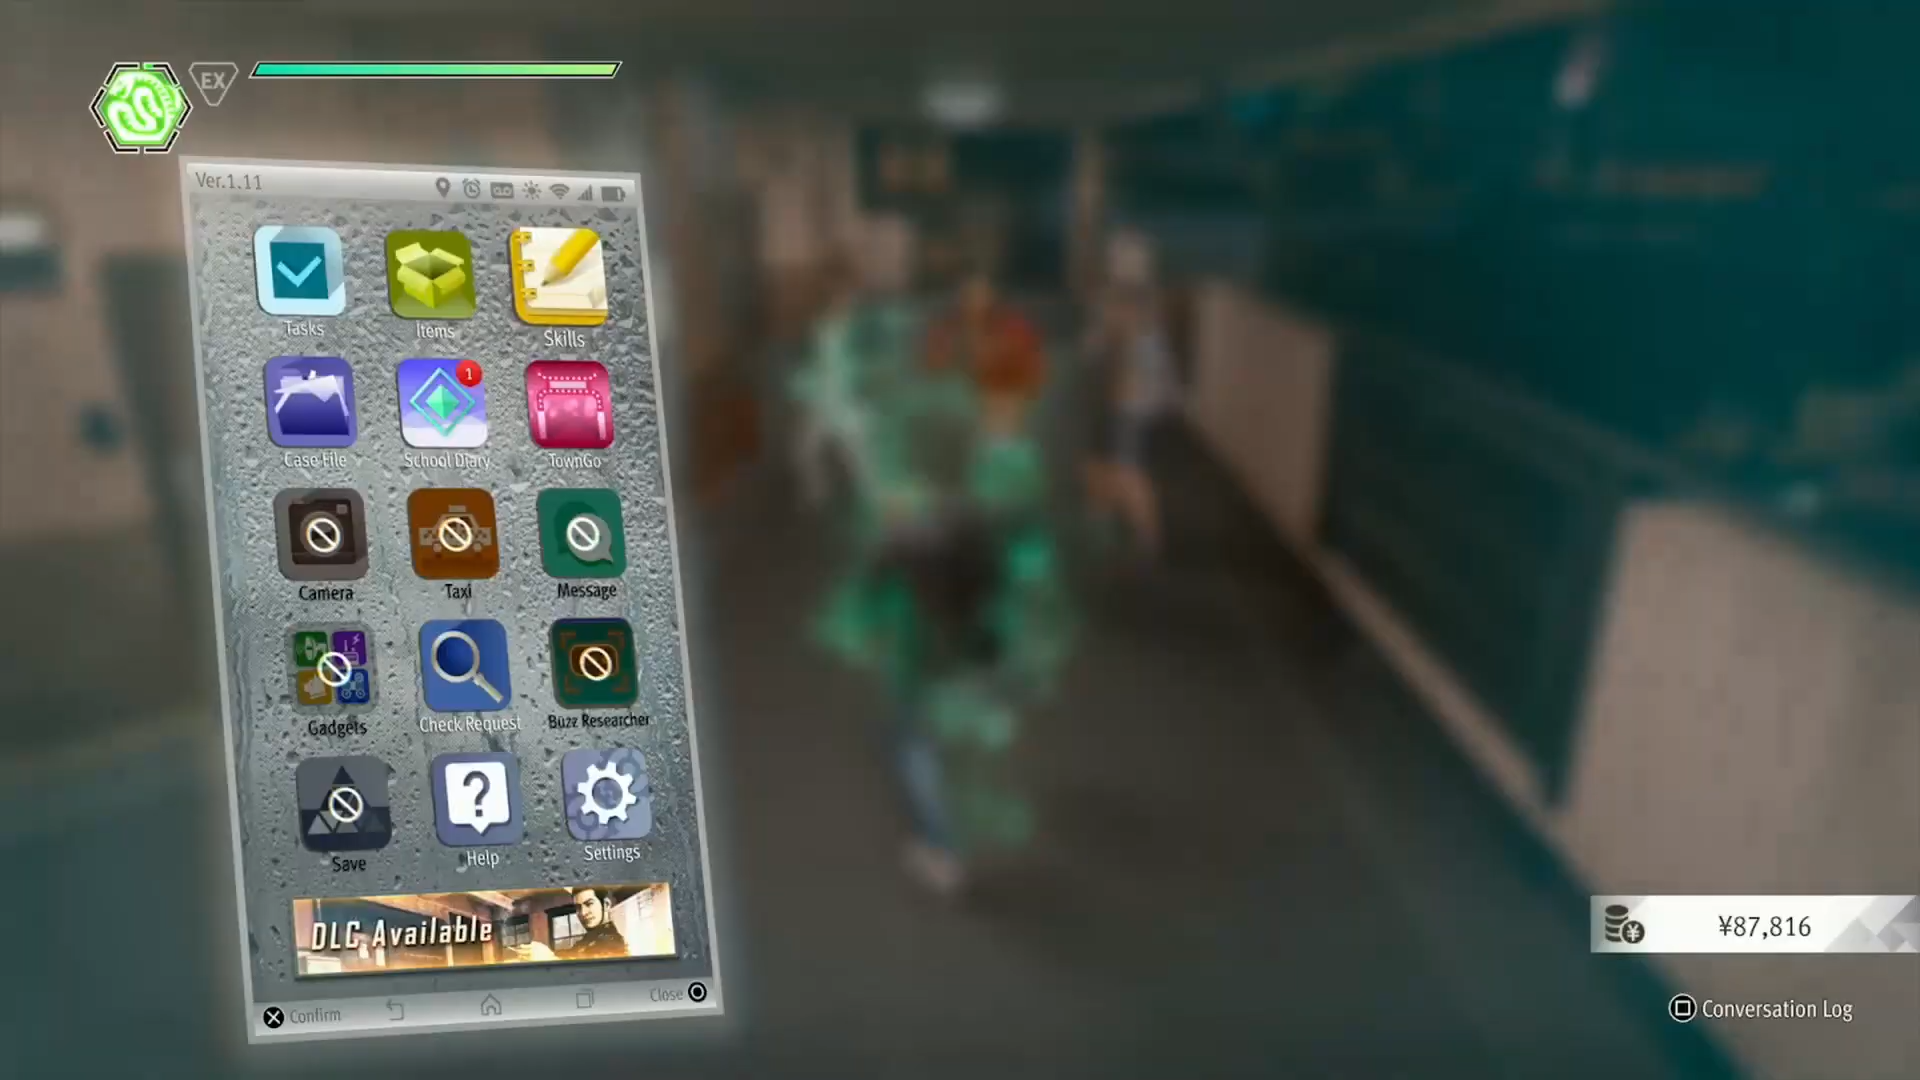 EX
Ver.1.11
Tasks
Items
Skills
Case File
1
School Diary
TownGo
Camera
Taxi
Message
Gadgets
Check Request
Buzz Researcher
Save
Help
Settings
DLC Available
Confirm
Close
¥87,816
Conversation Log